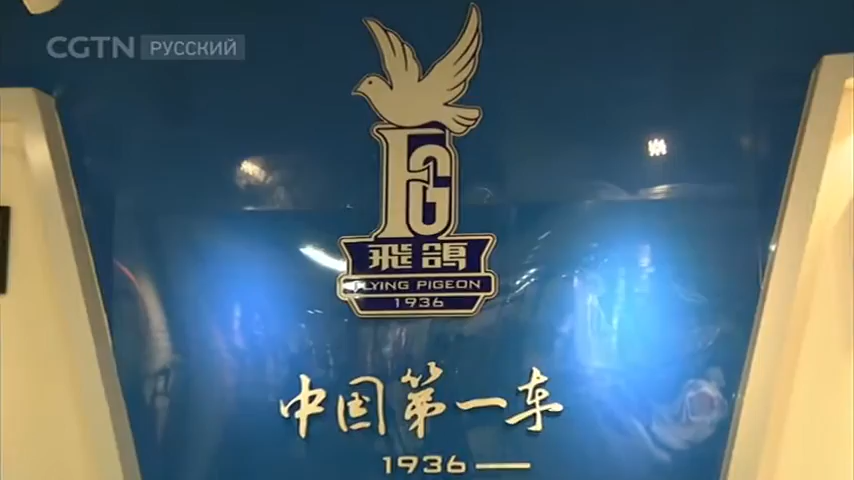 CGTN РУССКИЙ
FG
飛鴿
FLYING PIGEON
1936
中国第一车
1936 —